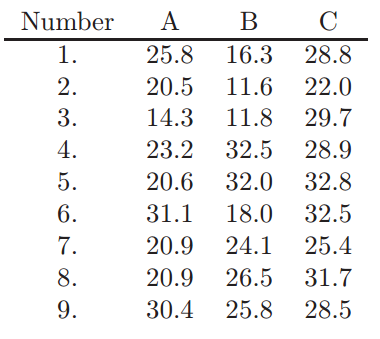 Number A B C
1. 25.8 16.3 28.8
2. 20.5 11.6 22.0
3. 14.3 11.8 29.7
4. 23.2 32.5 28.9
5. 20.6 32.0 32.8
6. 31.1 18.0 32.5
7. 20.9 24.1 25.4
8. 20.9 26.5 31.7
9. 30.4 25.8 28.5